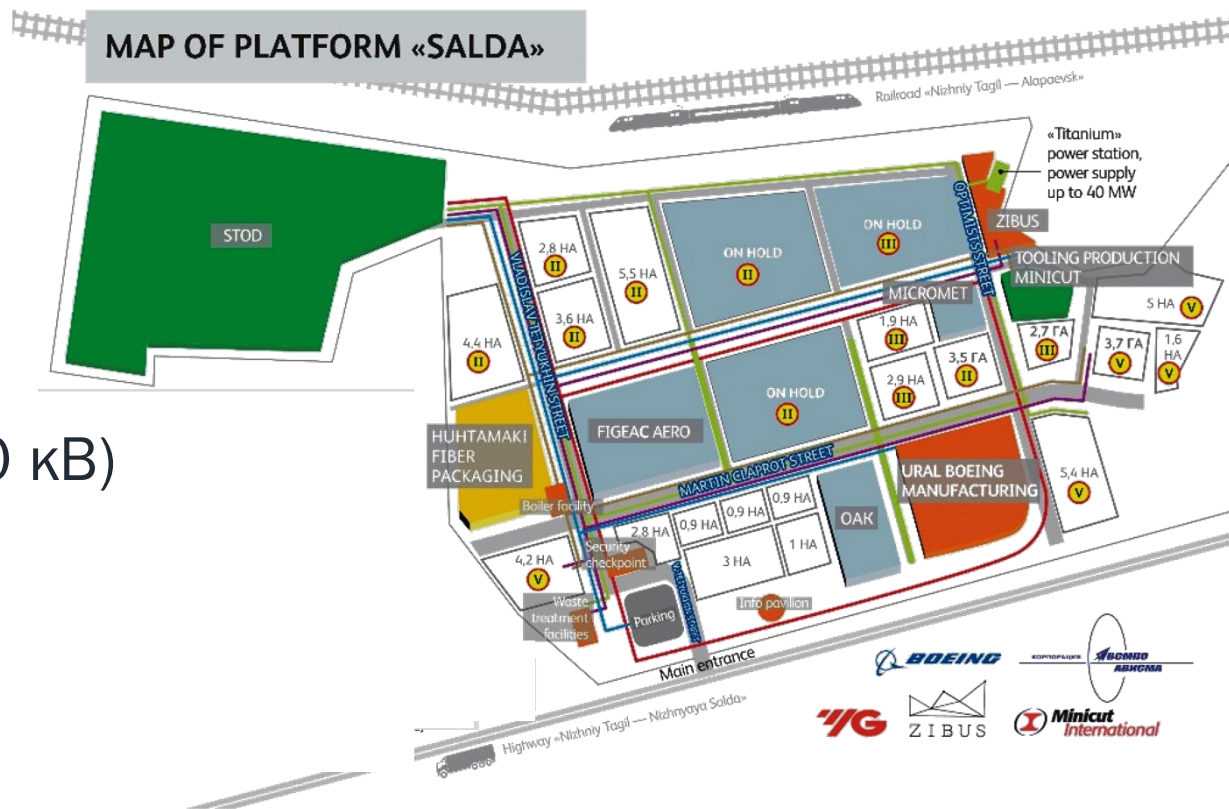 MAP OF PLATFORM «SALDA»
Railroad «Nizhniy Tagil — Alapaevsk»
«Titanium»
power station,
power supply
up to 40 MW
STOD
VLADISLAV TETYUKHIN STREET
2.8 HA
II
5,5 HA
II
ON HOLD
II
ON HOLD
III
OPTIMISTS STREET
ZIBUS
TOOLING PRODUCTION
MINICUT
MICROMET
5 HA
V
4,4 HA
II
3,6 HA
II
1,9 HA
III
2,7 ГА
III
3,7 ГА
V
1.6
HA
V
3,5 ГА
II
2,9 HA
III
ON HOLD
II
FIGEAC AERO
HUHTAMAKI
FIBER
PACKAGING
0 кВ)
MARTIN CLAPROT STREET
URAL BOEING
MANUFACTURING
5,4 HA
V
Boiler facility
2,8 HA
0,9 HA
0,9 HA
0,9 HA
OAK
Security
checkpoint
4,2 HA
V
3 HA
1 HA
Waste
treatment
facilities
Parking
Info pavilion
Main entrance
Highway «Nizhniy Tagil — Nizhnyaya Salda»
BOEING
КОРПОРАЦИЯ
ВСМПО
АВИСМА
YG
ZIBUS
Minicut
International